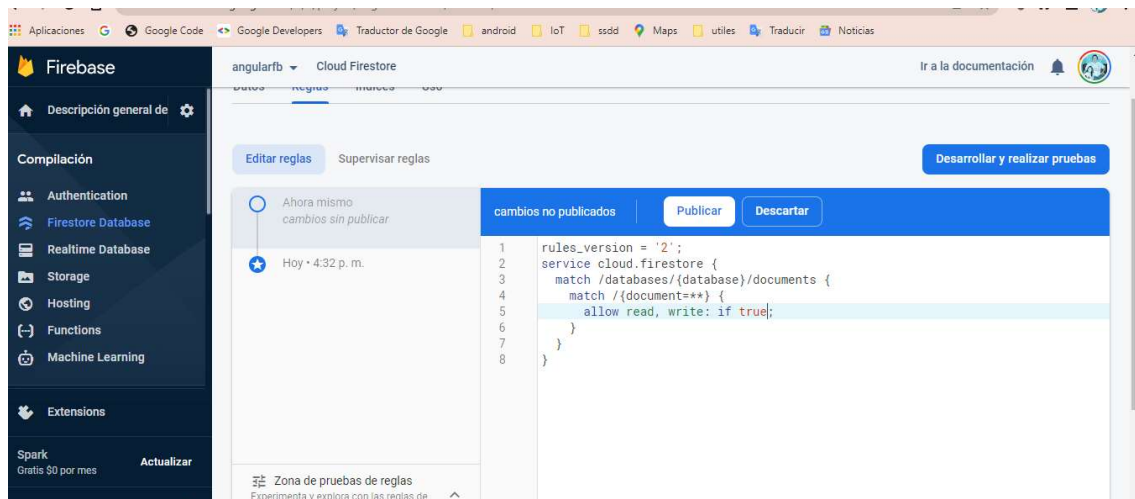 Aplicaciones Google Code Google Developers Traductor de Google android IoT ssdd Maps utiles Traducir Noticias
Firebase
angularfb Cloud Firestore
Ir a la documentación
Datos Reglas Índices Uso
Descripción general de
Compilación
Authentication
Firestore Database
Realtime Database
Storage
Hosting
Functions
Machine Learning
Extensions
Spark
Gratis $0 por mes
Actualizar
Editar reglas Supervisar reglas
Desarrollar y realizar pruebas
Ahora mismo
cambios sin publicar
Hoy • 4:32 p. m.
cambios no publicados Publicar Descartar
1 rules_version = '2';
2 service cloud.firestore {
3 match /databases/{database}/documents {
4 match /{document=**} {
5 allow read, write: if true;
6 }
7 }
8 }
Zona de pruebas de reglas
Experimenta y explora con las reglas de